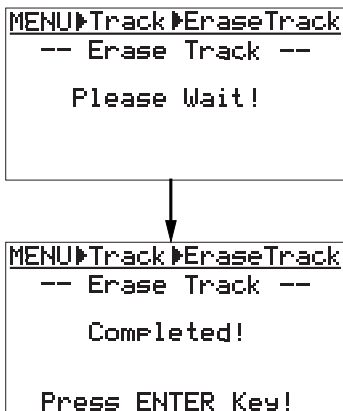 MENU▶Track▶EraseTrack
-- Erase Track --
Please Wait!
MENU▶Track▶EraseTrack
-- Erase Track --
Completed!
Press ENTER Key!